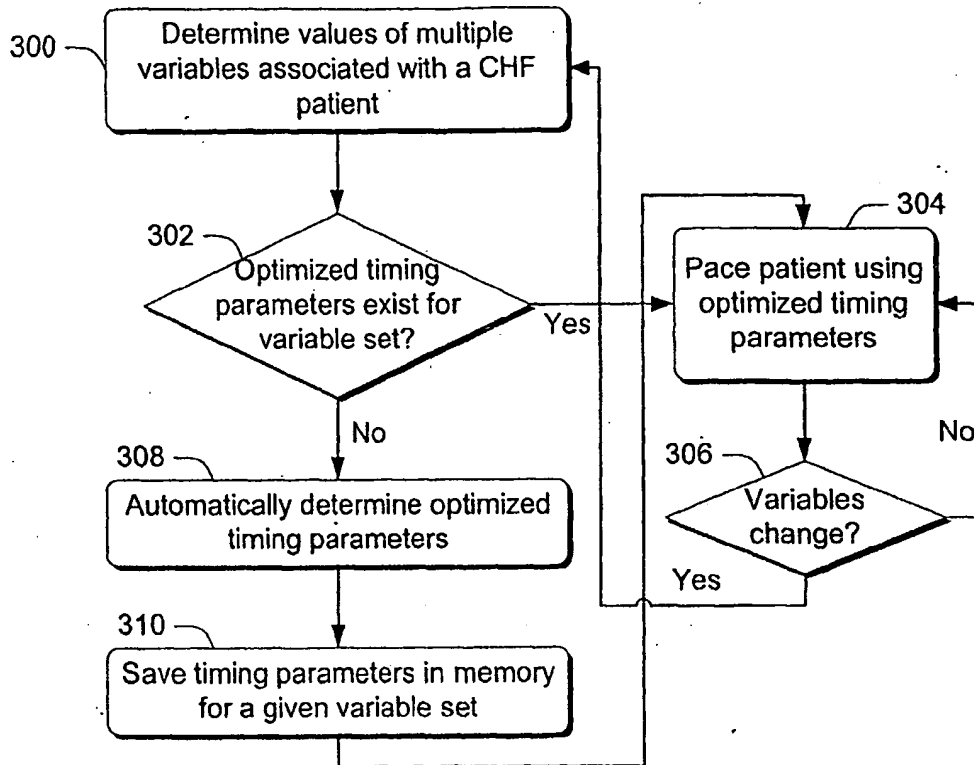 300
Determine values of multiple
variables associated with a CHF
patient
302
Optimized timing
parameters exist for
variable set?
Yes
No
304
Pace patient using
optimized timing
parameters
No
306
Variables
change?
Yes
308
Automatically determine optimized
timing parameters
310
Save timing parameters in memory
for a given variable set